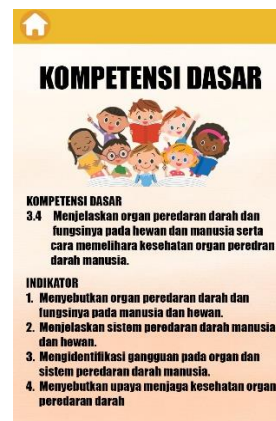 KOMPETENSI DASAR
KOMPETENSI DASAR
3.4 Menjelaskan organ peredaran darah dan
fungsinya pada hewan dan manusia serta
cara memelihara kesehatan organ peredran
darah manusia.
INDIKATOR
1. Menyebutkan organ peredaran darah dan
fungsinya pada manusia dan hewan.
2. Menjelaskan sistem peredaran darah manusia
dan hewan.
3. Mengidentifikasi gangguan pada organ dan
sistem peredaran darah manusia.
4. Menyebutkan upaya menjaga kesehatan organ
peredaran darah